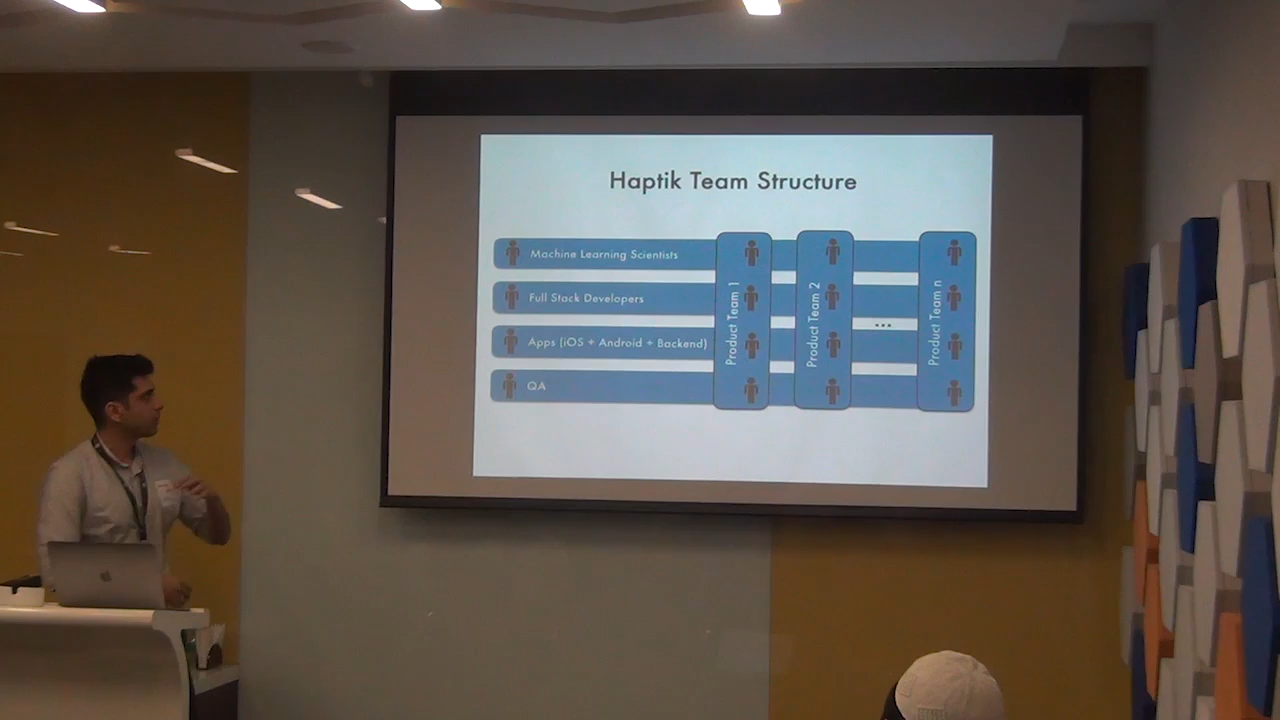 Haptik Team Structure
Machine Learning Scientists
Full Stack Developers
Apps (iOS + Android + Backend)
QA
Product Team 1
Product Team 2
...
Product Team n